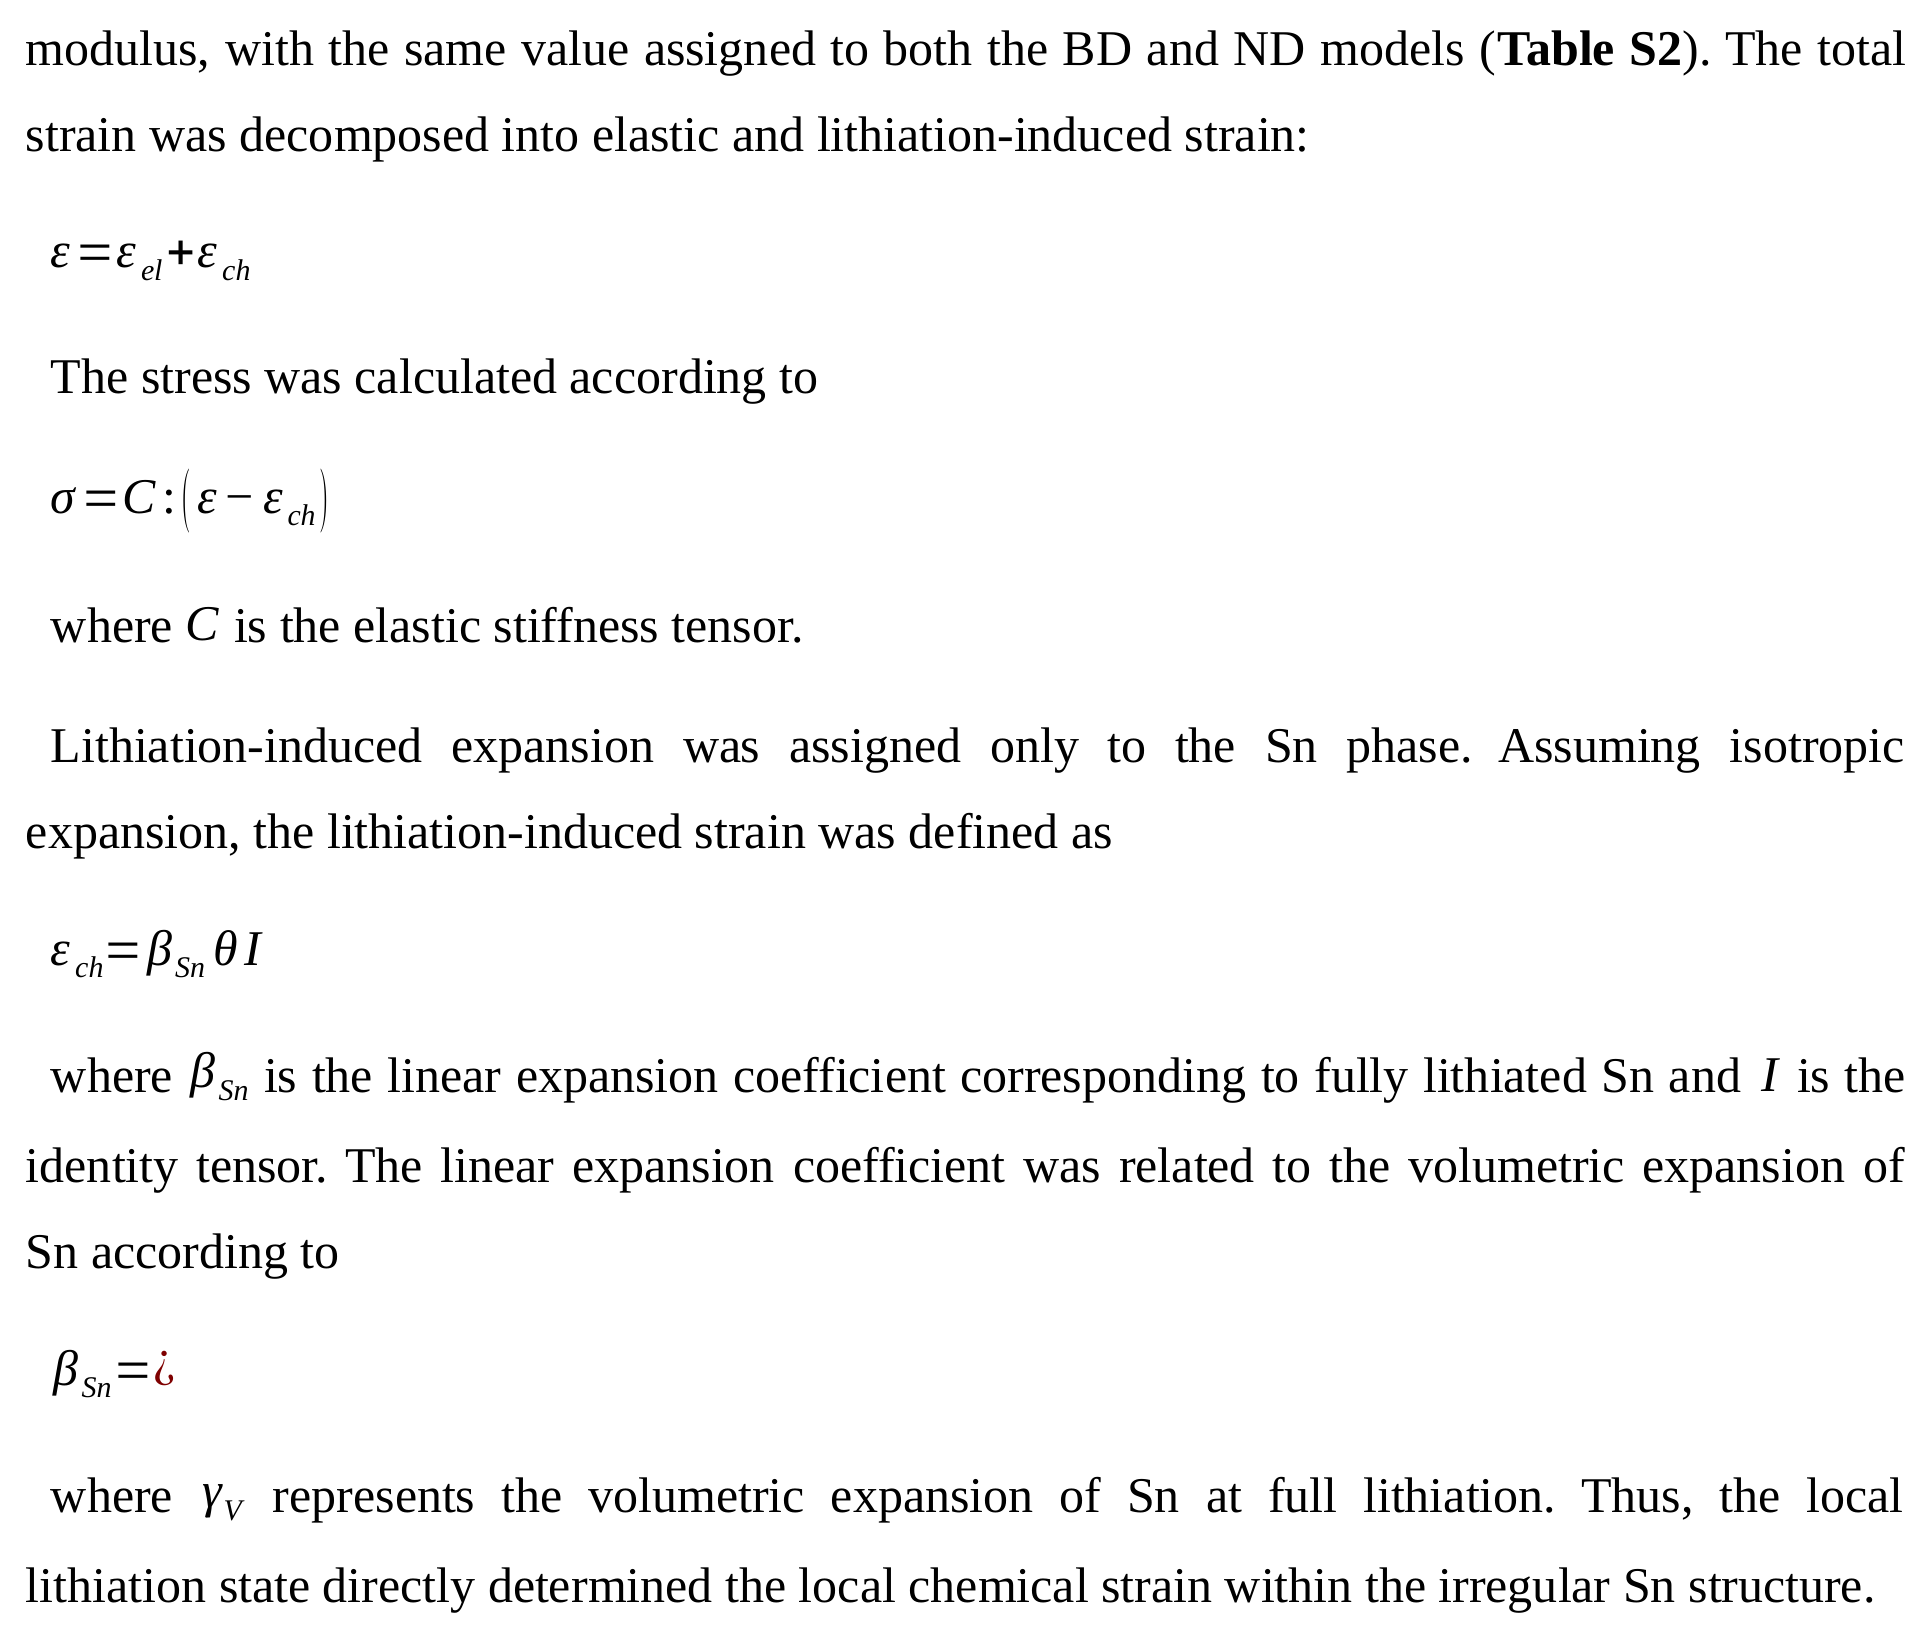 modulus, with the same value assigned to both the BD and ND models (Table S2). The total
strain was decomposed into elastic and lithiation-induced strain:
ε=ε_el+ε_ch
The stress was calculated according to
σ=C:(ε−ε_ch)
where C is the elastic stiffness tensor.
Lithiation-induced expansion was assigned only to the Sn phase. Assuming isotropic
expansion, the lithiation-induced strain was defined as
ε_ch=β_Sn θ I
where β_Sn is the linear expansion coefficient corresponding to fully lithiated Sn and I is the
identity tensor. The linear expansion coefficient was related to the volumetric expansion of
Sn according to
β_Sn=¿
where γ_V represents the volumetric expansion of Sn at full lithiation. Thus, the local
lithiation state directly determined the local chemical strain within the irregular Sn structure.